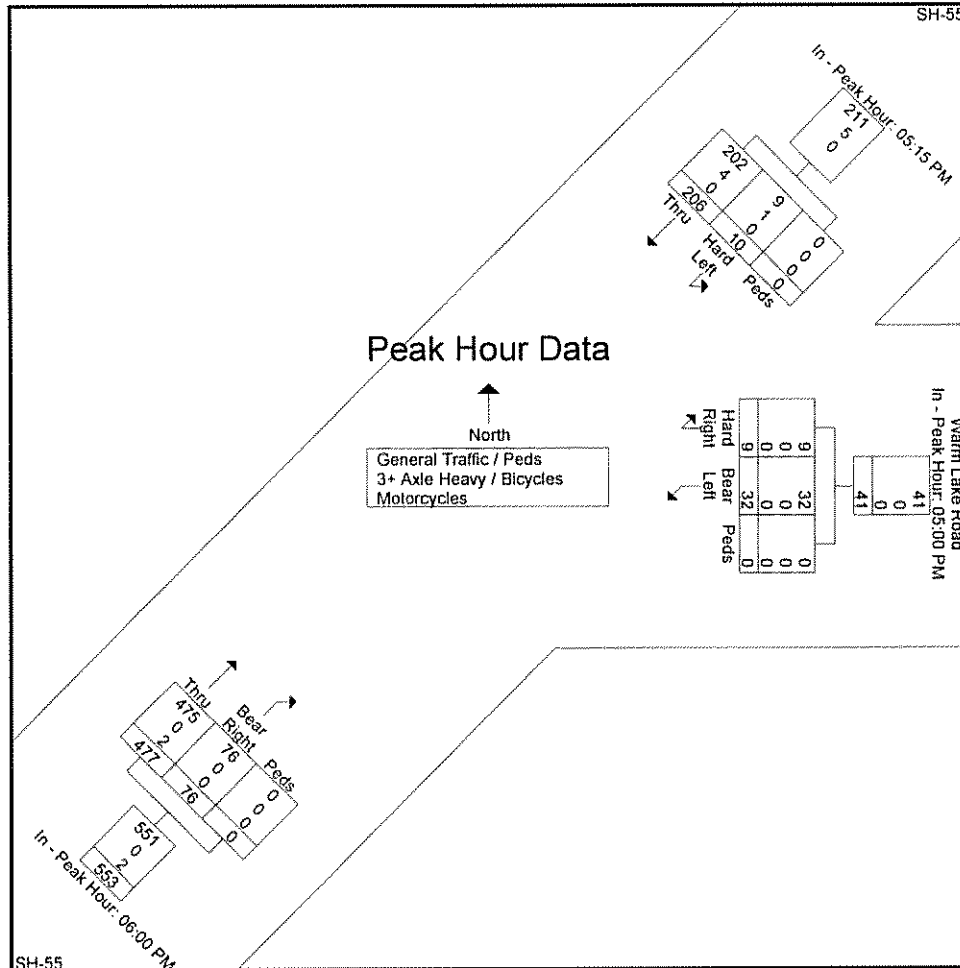 SH-55
In - Peak Hour: 05:15 PM
211
5
0
202 9 0
4 1 0
0 0 0
206 10 0
Thru Hard Left Peds
Peak Hour Data
North
General Traffic / Peds
3+ Axle Heavy / Bicycles
Motorcycles
Warm Lake Road
In - Peak Hour: 05:00 PM
41
0
0
41
9 32 0
0 0 0
0 0 0
9 32 0
Hard Right Bear Left Peds
Thru Bear Right Peds
475 76 0
0 0 0
2 0 0
477 76 0
551
0
2
553
In - Peak Hour: 06:00 PM
SH-55